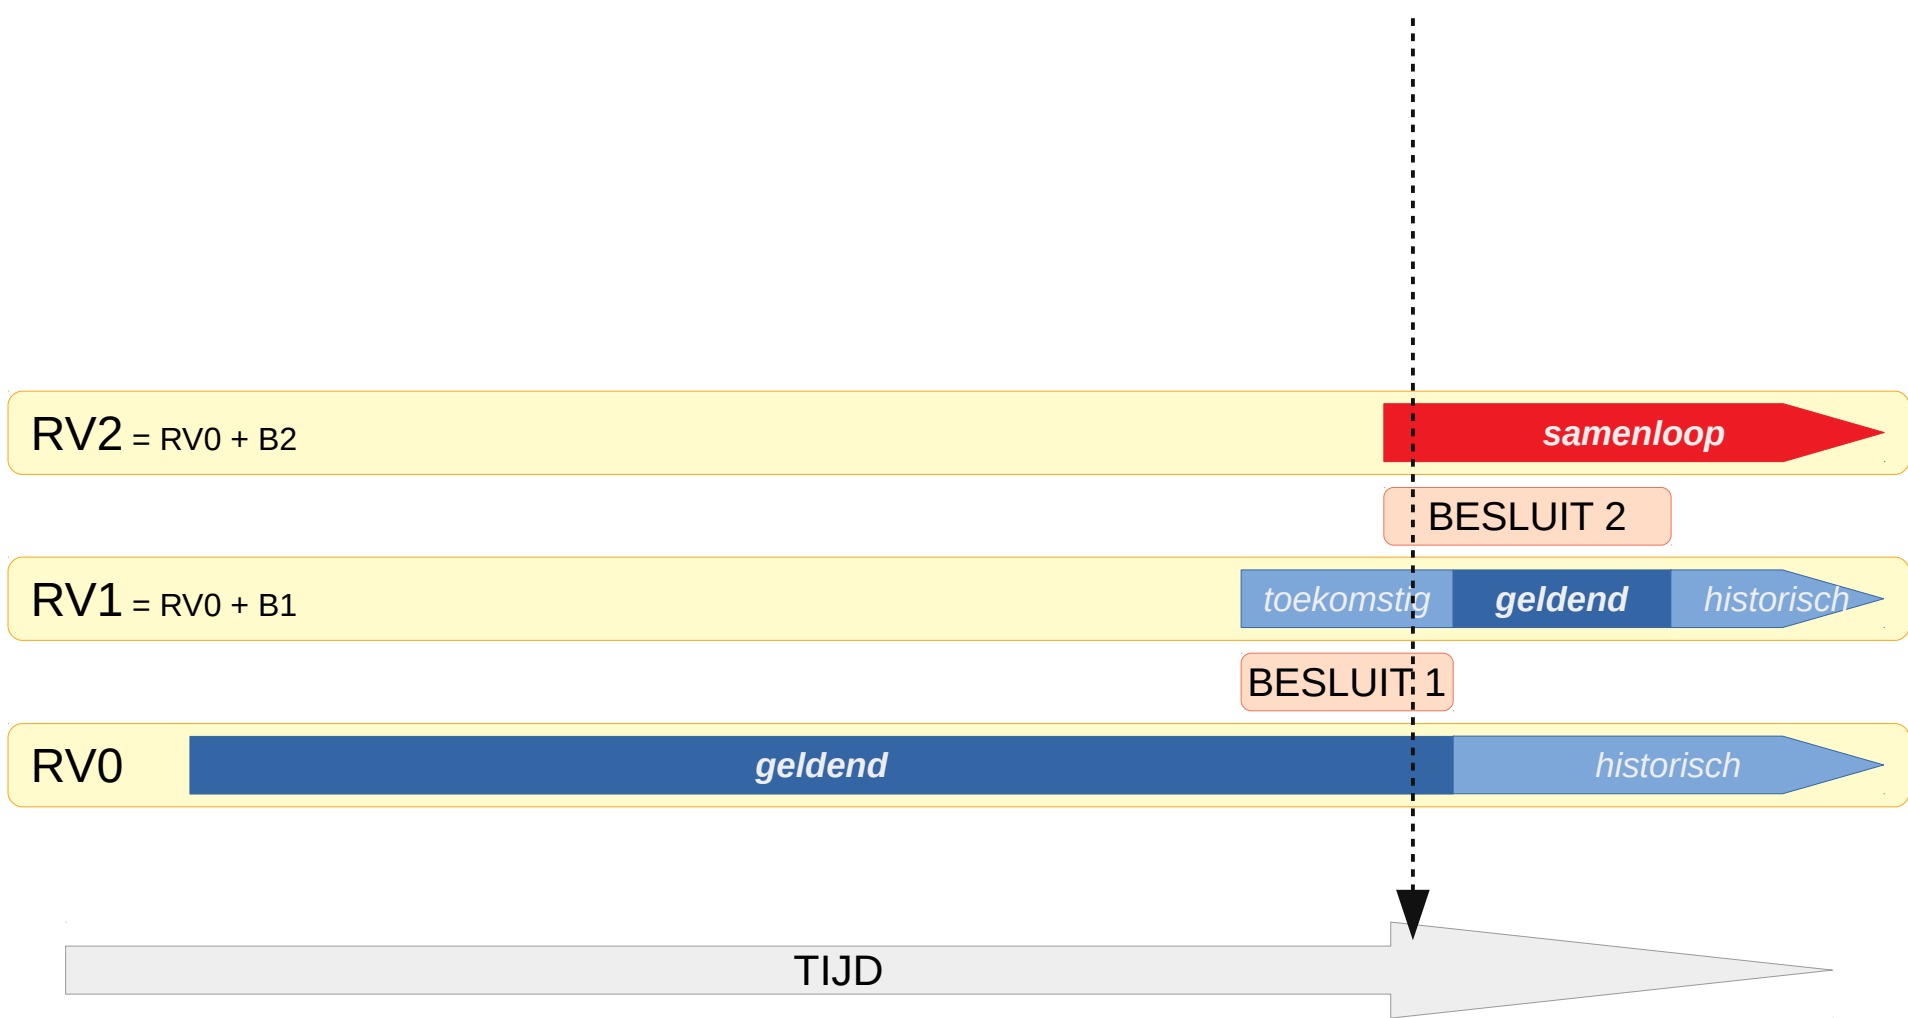 RV2 = RV0 + B2
samenloop
BESLUIT 2
RV1 = RV0 + B1
toekomstig
geldend
historisch
BESLUIT 1
RV0
geldend
historisch
TIJD